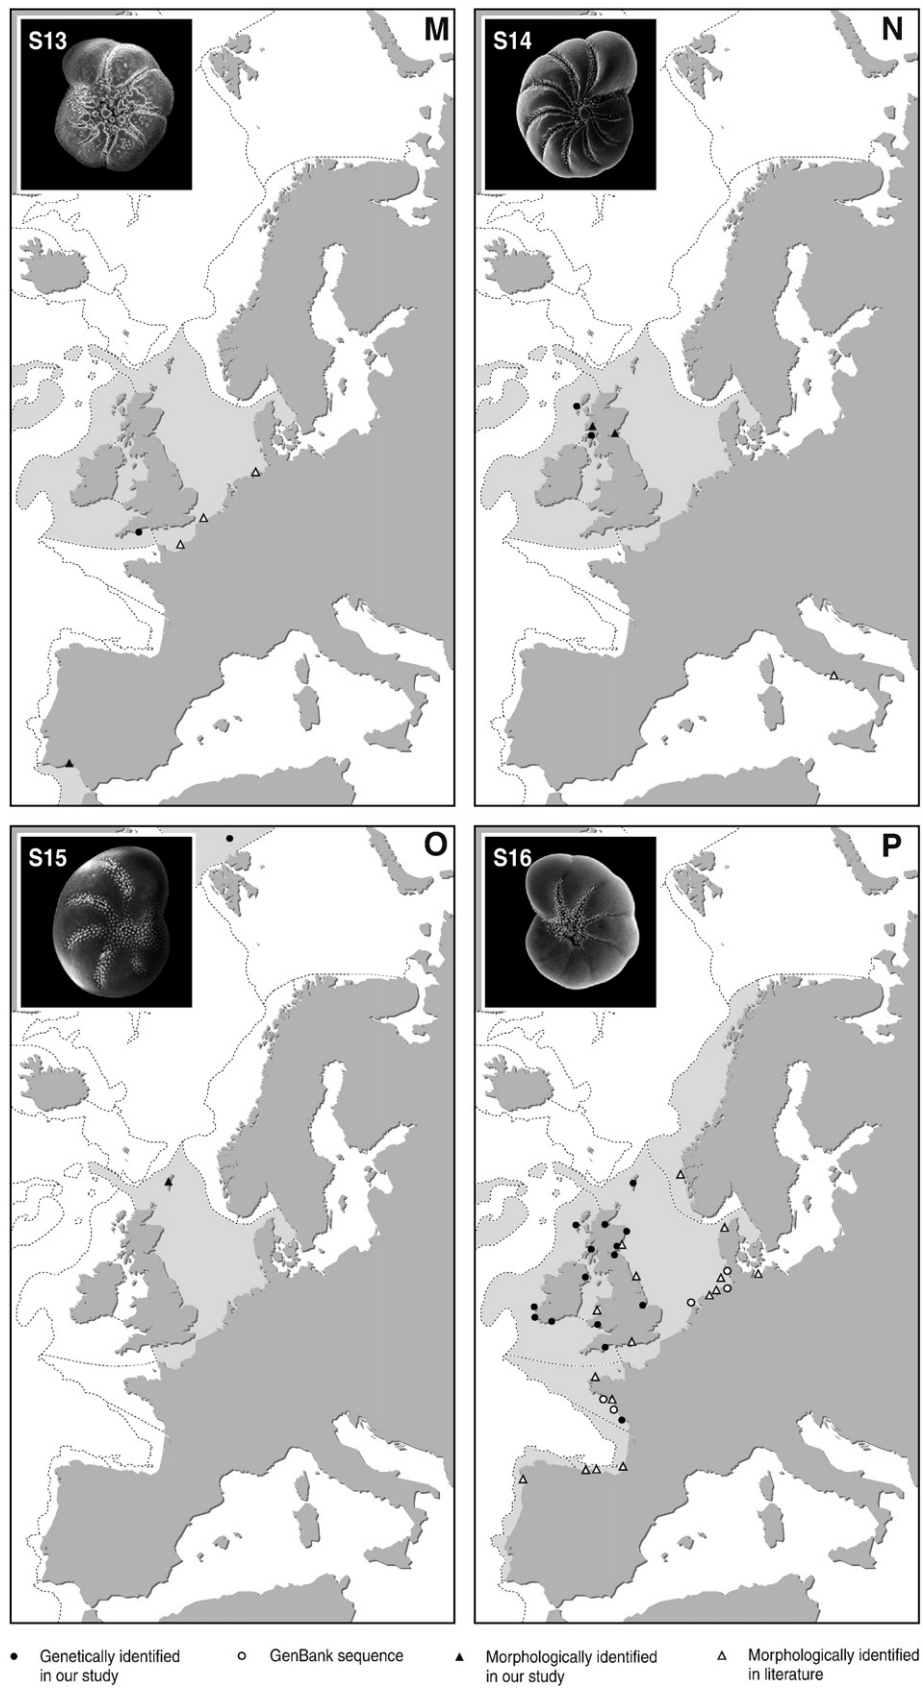 S13
M
S14
N
S15
O
S16
P
Genetically identified
in our study
GenBank sequence
Morphologically identified
in our study
Morphologically identified
in literature